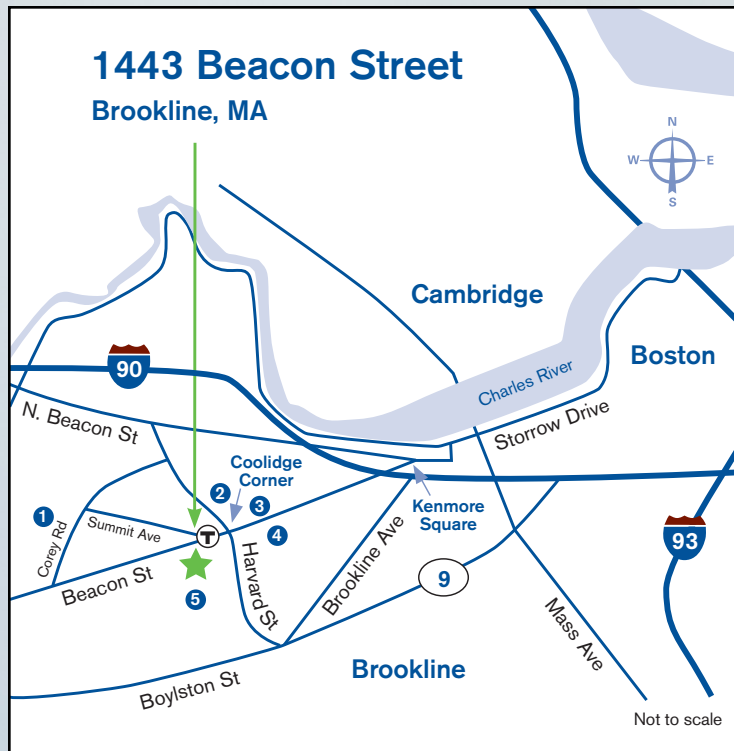 1443 Beacon Street
Brookline, MA
N
W
E
S
Cambridge
Boston
90
Charles River
Storrow Drive
N. Beacon St
Coolidge
Corner
2
3
Kenmore
Square
1
Summit Ave
4
T
Corey Rd
Beacon St
5
Harvard St
Brookline Ave
9
93
Mass Ave
Brookline
Boylston St
Not to scale